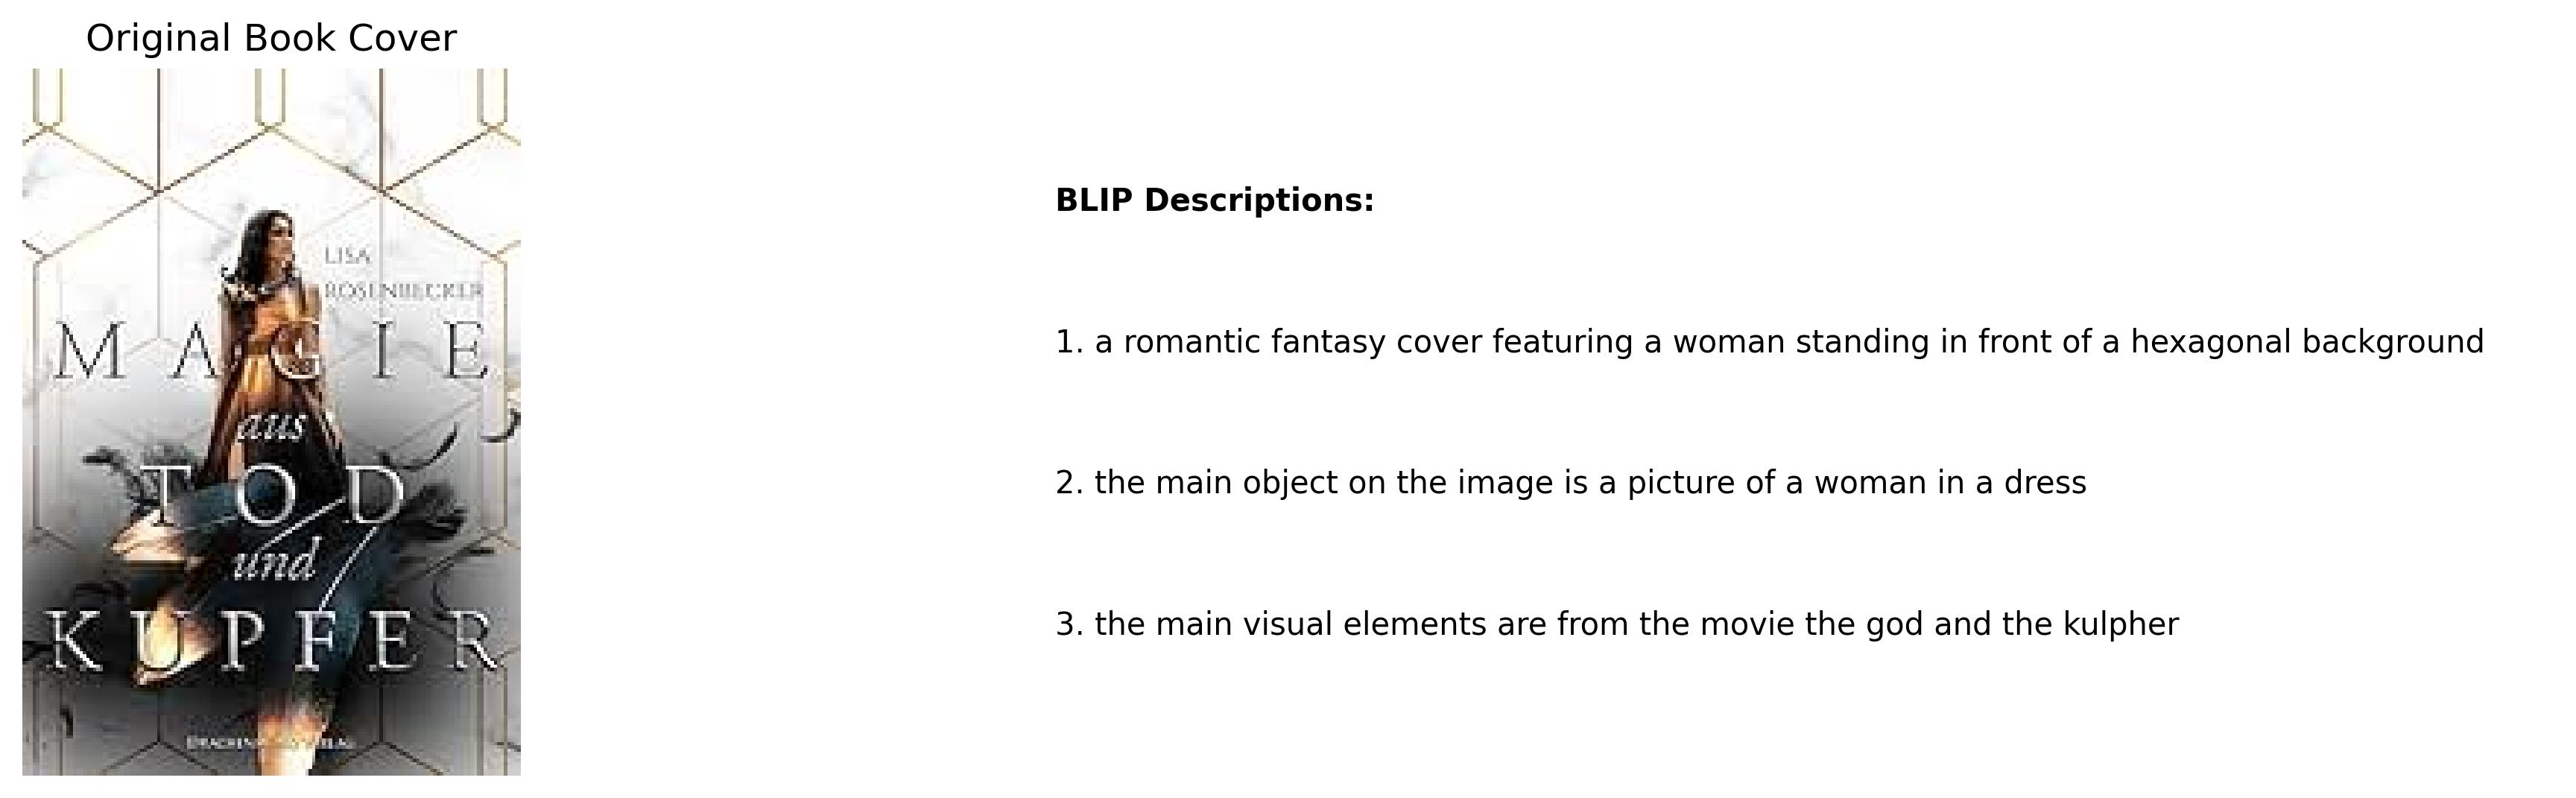 Original Book Cover
LISA
ROSENBECKER
MAGIE
aus
TOD
und
KUPFER
BLIP Descriptions:
1. a romantic fantasy cover featuring a woman standing in front of a hexagonal background
2. the main object on the image is a picture of a woman in a dress
3. the main visual elements are from the movie the god and the kulpher